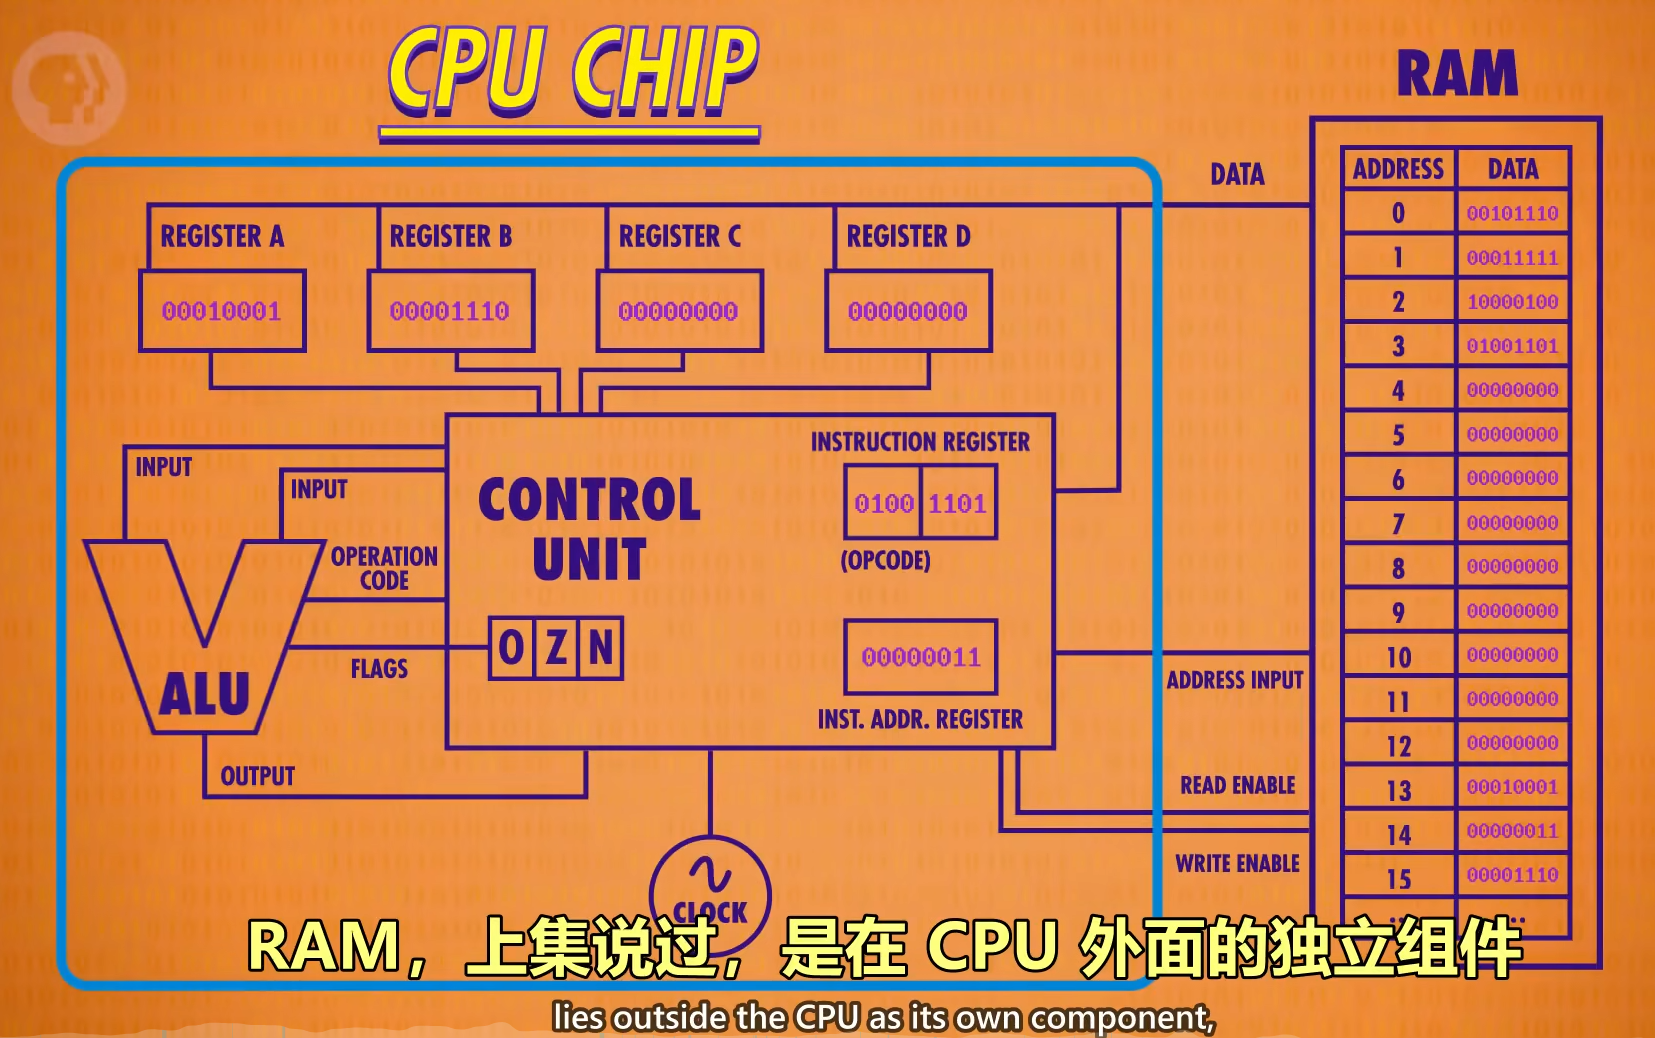 CPU CHIP
RAM
DATA
ADDRESS DATA
0 00101110
1 00011111
2 10000100
3 01001101
4 00000000
5 00000000
6 00000000
7 00000000
8 00000000
9 00000000
10 00000000
11 00000000
12 00000000
13 00010001
14 00000011
15 00001110
REGISTER A
00010001
REGISTER B
00001110
REGISTER C
00000000
REGISTER D
00000000
INPUT
INPUT
OPERATION
CODE
FLAGS
ALU
OUTPUT
CONTROL
UNIT
O Z N
INSTRUCTION REGISTER
0100 1101
(OPCODE)
00000011
INST. ADDR. REGISTER
ADDRESS INPUT
READ ENABLE
WRITE ENABLE
CLOCK
RAM，上集说过，是在 CPU 外面的独立组件
lies outside the CPU as its own component,